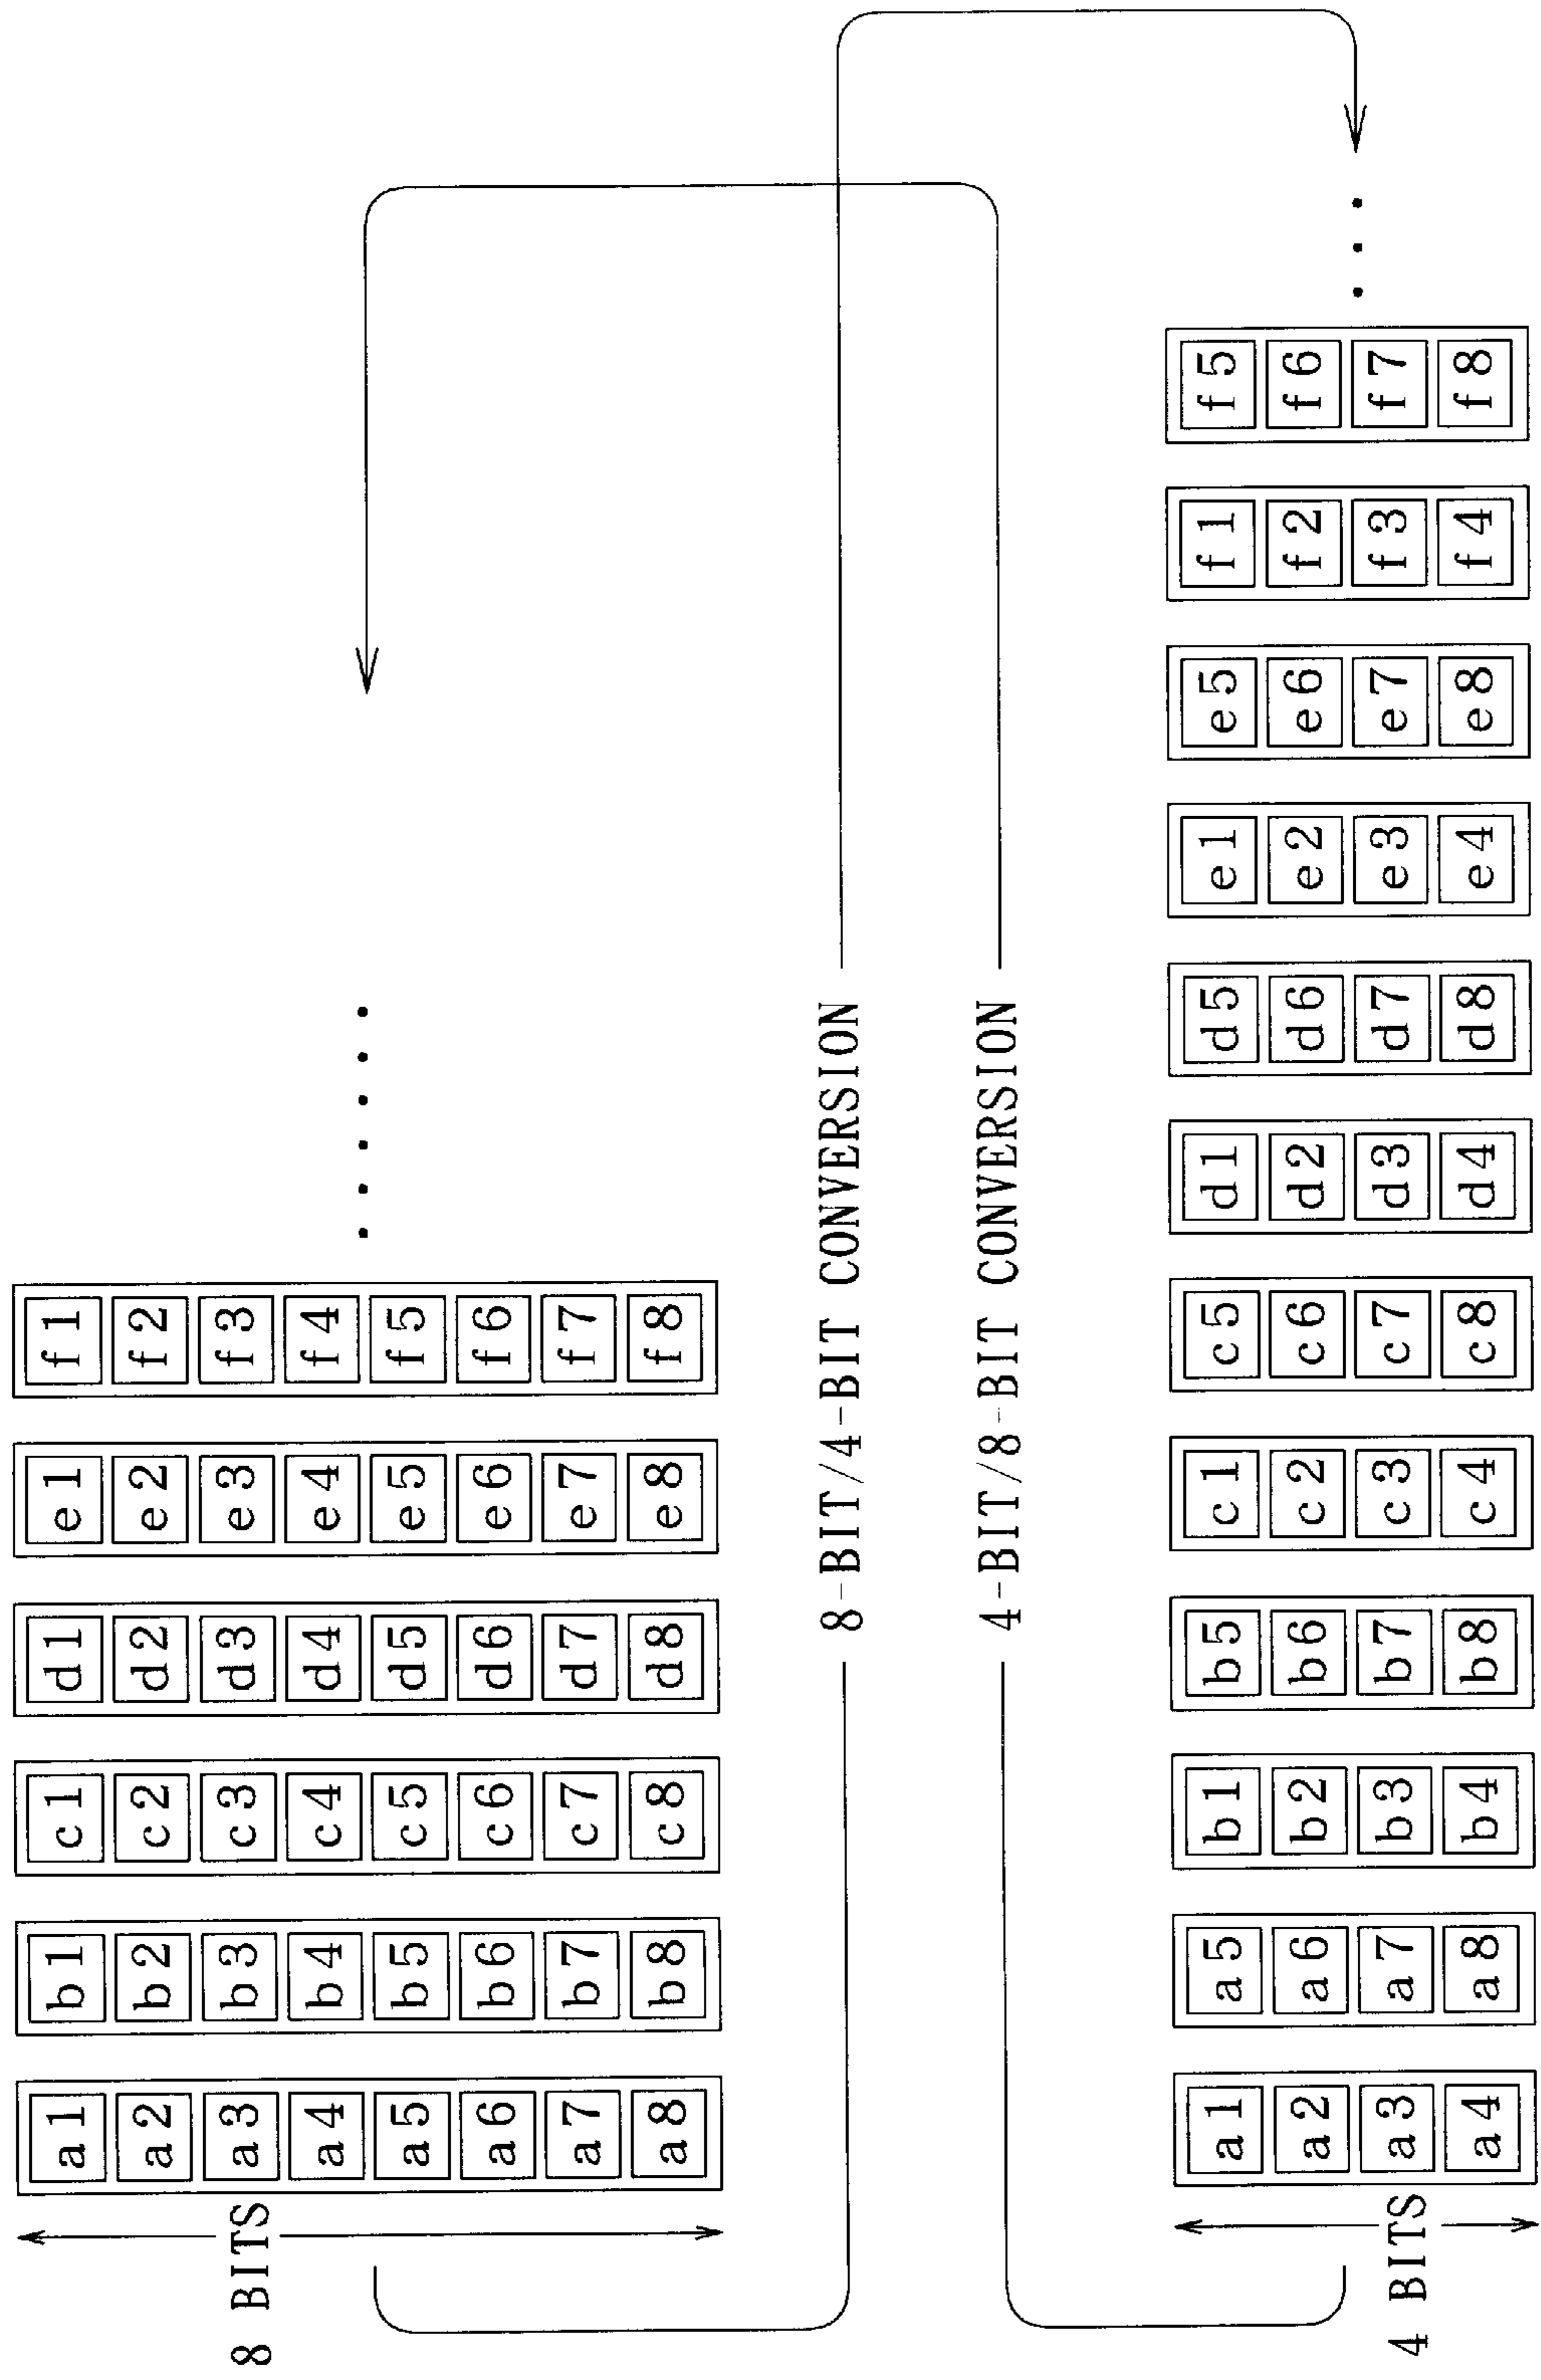 a1 b1 c1 d1 e1 f1
a2 b2 c2 d2 e2 f2
8 BITS a3 b3 c3 d3 e3 f3
a4 b4 c4 d4 e4 f4
a5 b5 c5 d5 e5 f5
a6 b6 c6 d6 e6 f6
a7 b7 c7 d7 e7 f7
a8 b8 c8 d8 e8 f8
8-BIT/4-BIT CONVERSION
4-BIT/8-BIT CONVERSION
a1 a5 b1 b5 c1 c5 d1 d5 e1 e5 f1 f5
a2 a6 b2 b6 c2 c6 d2 d6 e2 e6 f2 f6
4 BITS a3 a7 b3 b7 c3 c7 d3 d7 e3 e7 f3 f7
a4 a8 b4 b8 c4 c8 d4 d8 e4 e8 f4 f8